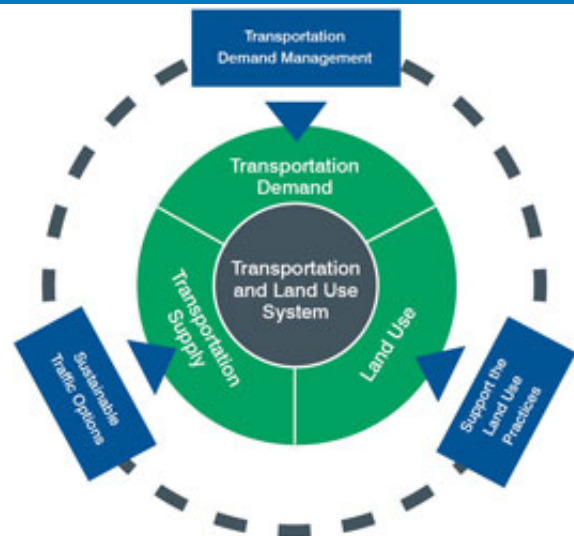 Transportation
Demand Management
Transportation
Demand
Transportation
and Land Use
System
Transportation
Supply
Land Use
Sustainable
Traffic Options
Support the
Land Use
Practices